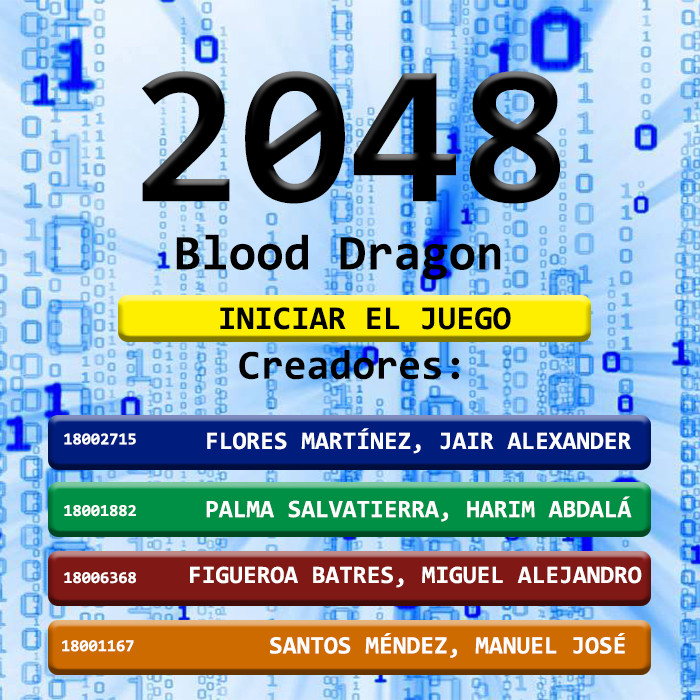 2048
Blood Dragon
INICIAR EL JUEGO
Creadores:
18002715 FLORES MARTÍNEZ, JAIR ALEXANDER
18001882 PALMA SALVATIERRA, HARIM ABDALÁ
18006368 FIGUEROA BATRES, MIGUEL ALEJANDRO
18001167 SANTOS MÉNDEZ, MANUEL JOSÉ